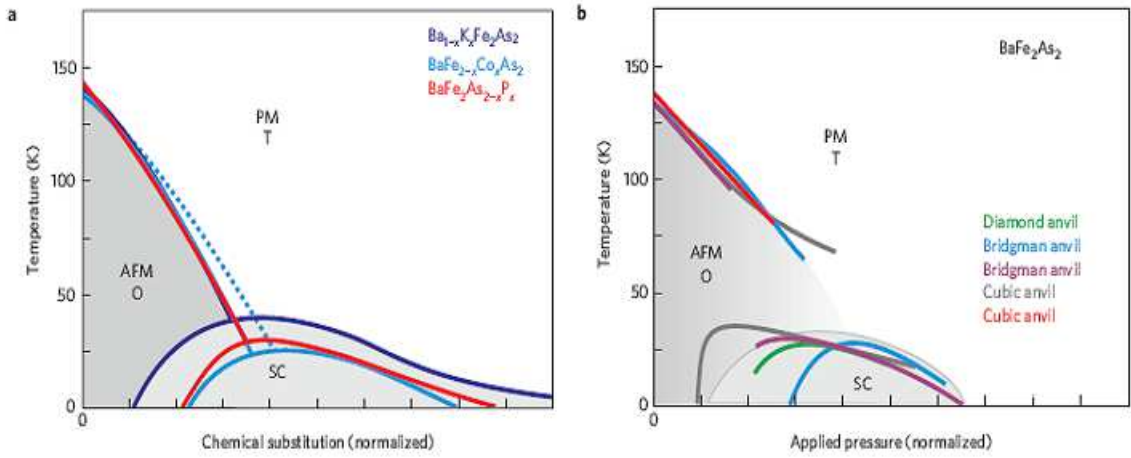 a
Ba₁₋ₓKₓFe₂As₂
BaFe₂₋ₓCoₓAs₂
BaFe₂As₂₋ₓPₓ
150
100
50
0
Temperature (K)
PM
T
AFM
O
SC
0
Chemical substitution (normalized)
b
BaFe₂As₂
150
100
50
0
Temperature (K)
PM
T
AFM
O
SC
Diamond anvil
Bridgman anvil
Bridgman anvil
Cubic anvil
Cubic anvil
0
Applied pressure (normalized)